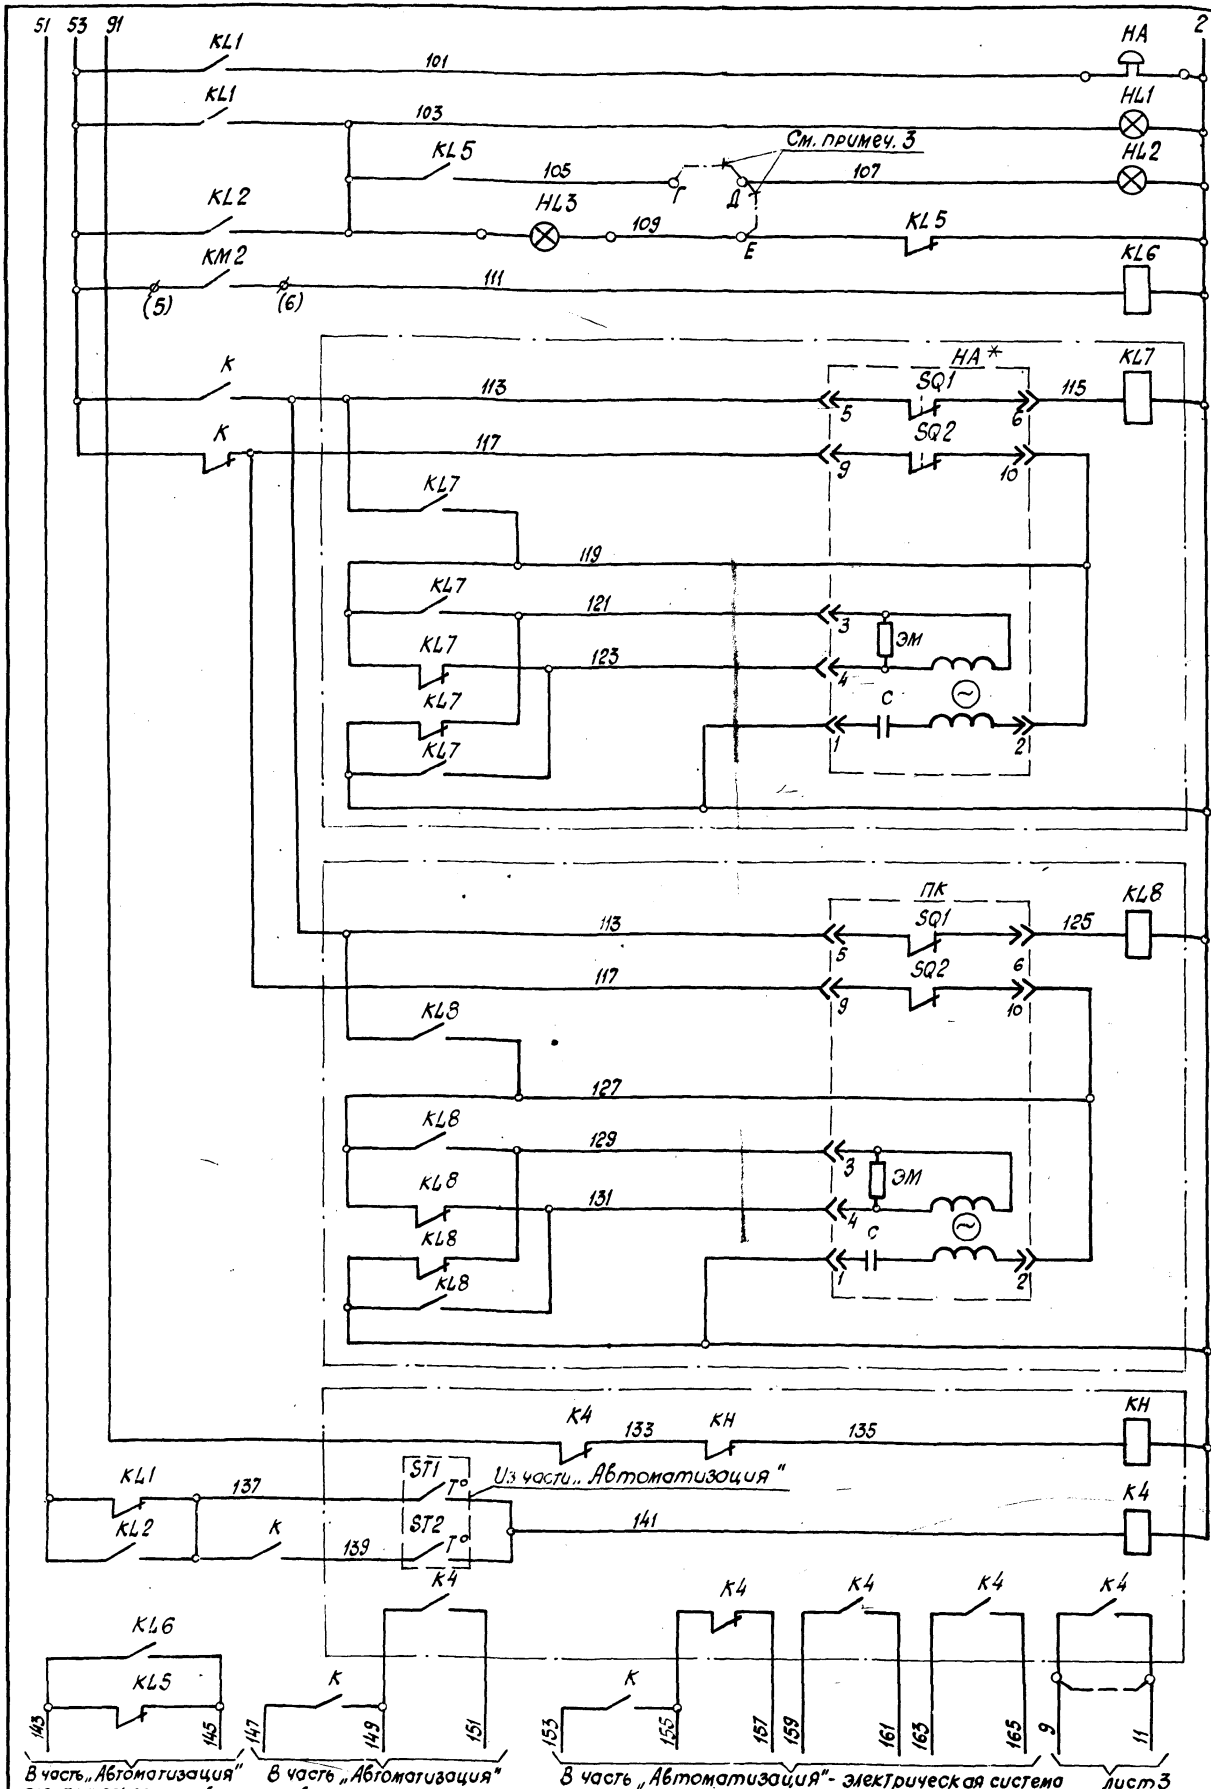 51 53 91 2
KL1 101 HA
KL1 103 HL1
См. примеч. 3
KL5 105 Г Д 107 HL2
KL2 HL3 109 Е KL5
KM2 111 KL6
(5) (6)
НА*
К 113 5 SQ1 6 115 KL7
К 117 9 SQ2 10
KL7
119
KL7 121 3
ЭМ
KL7 123 4
KL7 1 C ~ 2
KL7
ПК
113 5 SQ1 6 125 KL8
117 9 SQ2 10
KL8
127
KL8 129 3
ЭМ
KL8 131 4
KL8 1 C ~ 2
KL8
K4 133 KH 135 KH
Из части „Автоматизация"
KL1 137 ST1 T°
K4
KL2 K 139 ST2 T° 141
K4 K4 K4 K4 K4
KL6
KL5 K K
143 145 147 149 151 153 155 157 159 161 163 165 9 11
В часть „Автоматизация" В часть „Автоматизация" В часть „Автоматизация"- электрическая система Лист 3